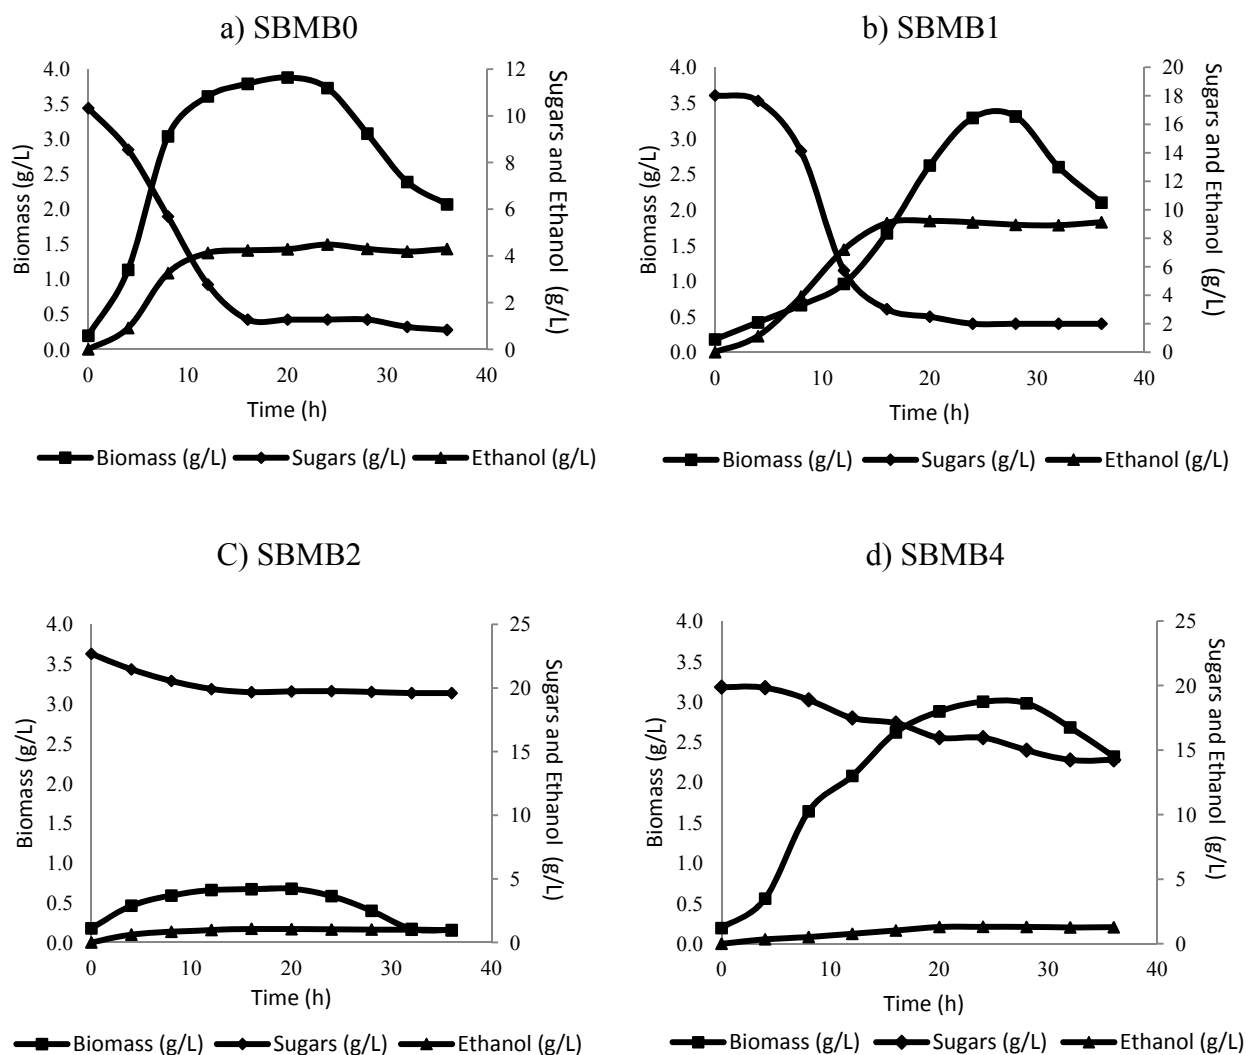 a) SBMB0
4.0
3.5
3.0
2.5
2.0
1.5
1.0
0.5
0.0
Biomass (g/L)
12
10
8
6
4
2
0
Sugars and Ethanol (g/L)
0 10 20 30 40
Time (h)
Biomass (g/L) Sugars (g/L) Ethanol (g/L)
b) SBMB1
4.0
3.5
3.0
2.5
2.0
1.5
1.0
0.5
0.0
Biomass (g/L)
20
18
16
14
12
10
8
6
4
2
0
Sugars and Ethanol (g/L)
0 10 20 30 40
Time (h)
Biomass (g/L) Sugars (g/L) Ethanol (g/L)
C) SBMB2
4.0
3.5
3.0
2.5
2.0
1.5
1.0
0.5
0.0
Biomass (g/L)
25
20
15
10
5
0
Sugars and Ethanol (g/L)
0 10 20 30 40
Time (h)
Biomass (g/L) Sugars (g/L) Ethanol (g/L)
d) SBMB4
4.0
3.5
3.0
2.5
2.0
1.5
1.0
0.5
0.0
Biomass (g/L)
25
20
15
10
5
0
Sugars and Ethanol (g/L)
0 10 20 30 40
Time (h)
Biomass (g/L) Sugars (g/L) Ethanol (g/L)